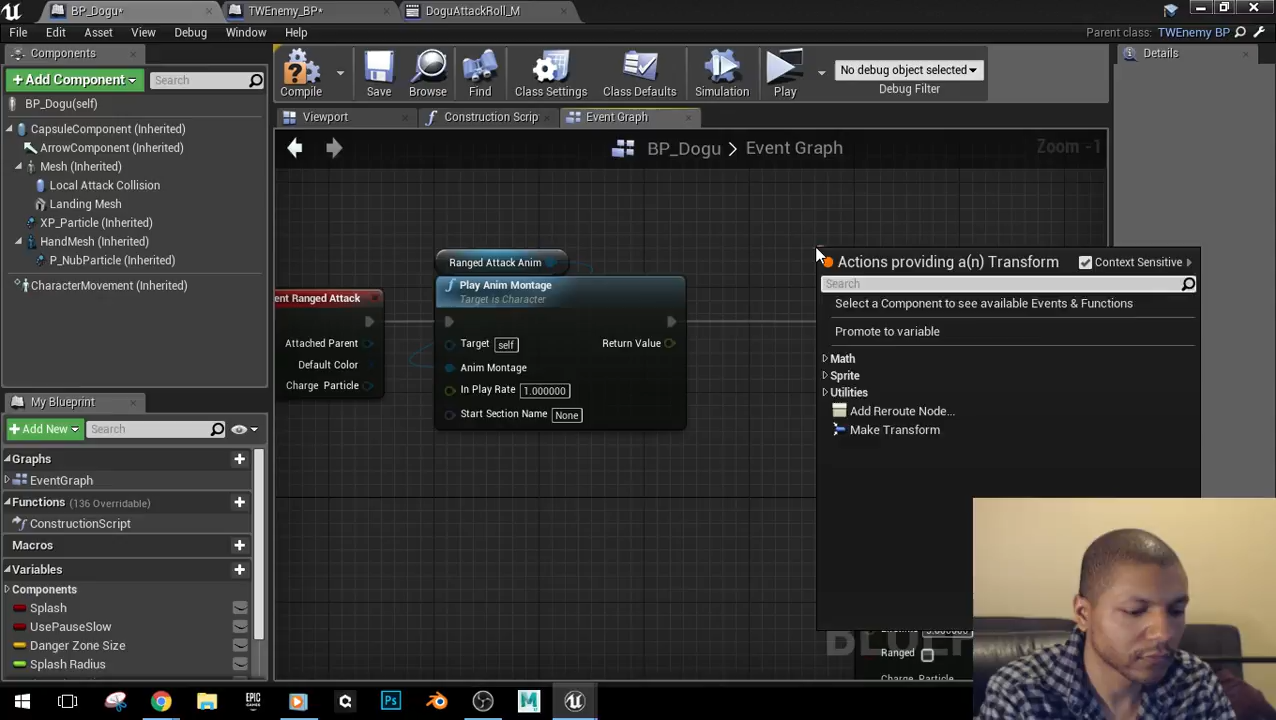 BP_Dogu*
TWEnemy_BP*
DoguAttackRoll_M
File Edit Asset View Debug Window Help
Parent class: TWEnemy BP
Components
Details
Add Component
Search
Compile
Save
Browse
Find
Class Settings
Class Defaults
Simulation
Play
No debug object selected
Debug Filter
BP_Dogu(self)
Viewport
Construction Scrip
Event Graph
CapsuleComponent (Inherited)
ArrowComponent (Inherited)
BP_Dogu > Event Graph
Zoom -1
Mesh (Inherited)
Local Attack Collision
Landing Mesh
XP_Particle (Inherited)
HandMesh (Inherited)
P_NubParticle (Inherited)
CharacterMovement (Inherited)
Ranged Attack Anim
Play Anim Montage
Target is Character
ent Ranged Attack
Attached Parent
Default Color
Charge Particle
Target self
Return Value
Anim Montage
In Play Rate 1.000000
Start Section Name None
Actions providing a(n) Transform
Context Sensitive
Search
Select a Component to see available Events & Functions
Promote to variable
Math
Sprite
Utilities
Add Reroute Node...
Make Transform
My Blueprint
Add New
Search
Graphs
EventGraph
Functions (136 Overridable)
ConstructionScript
Macros
Variables
Components
Splash
UsePauseSlow
Danger Zone Size
Splash Radius
Ranged